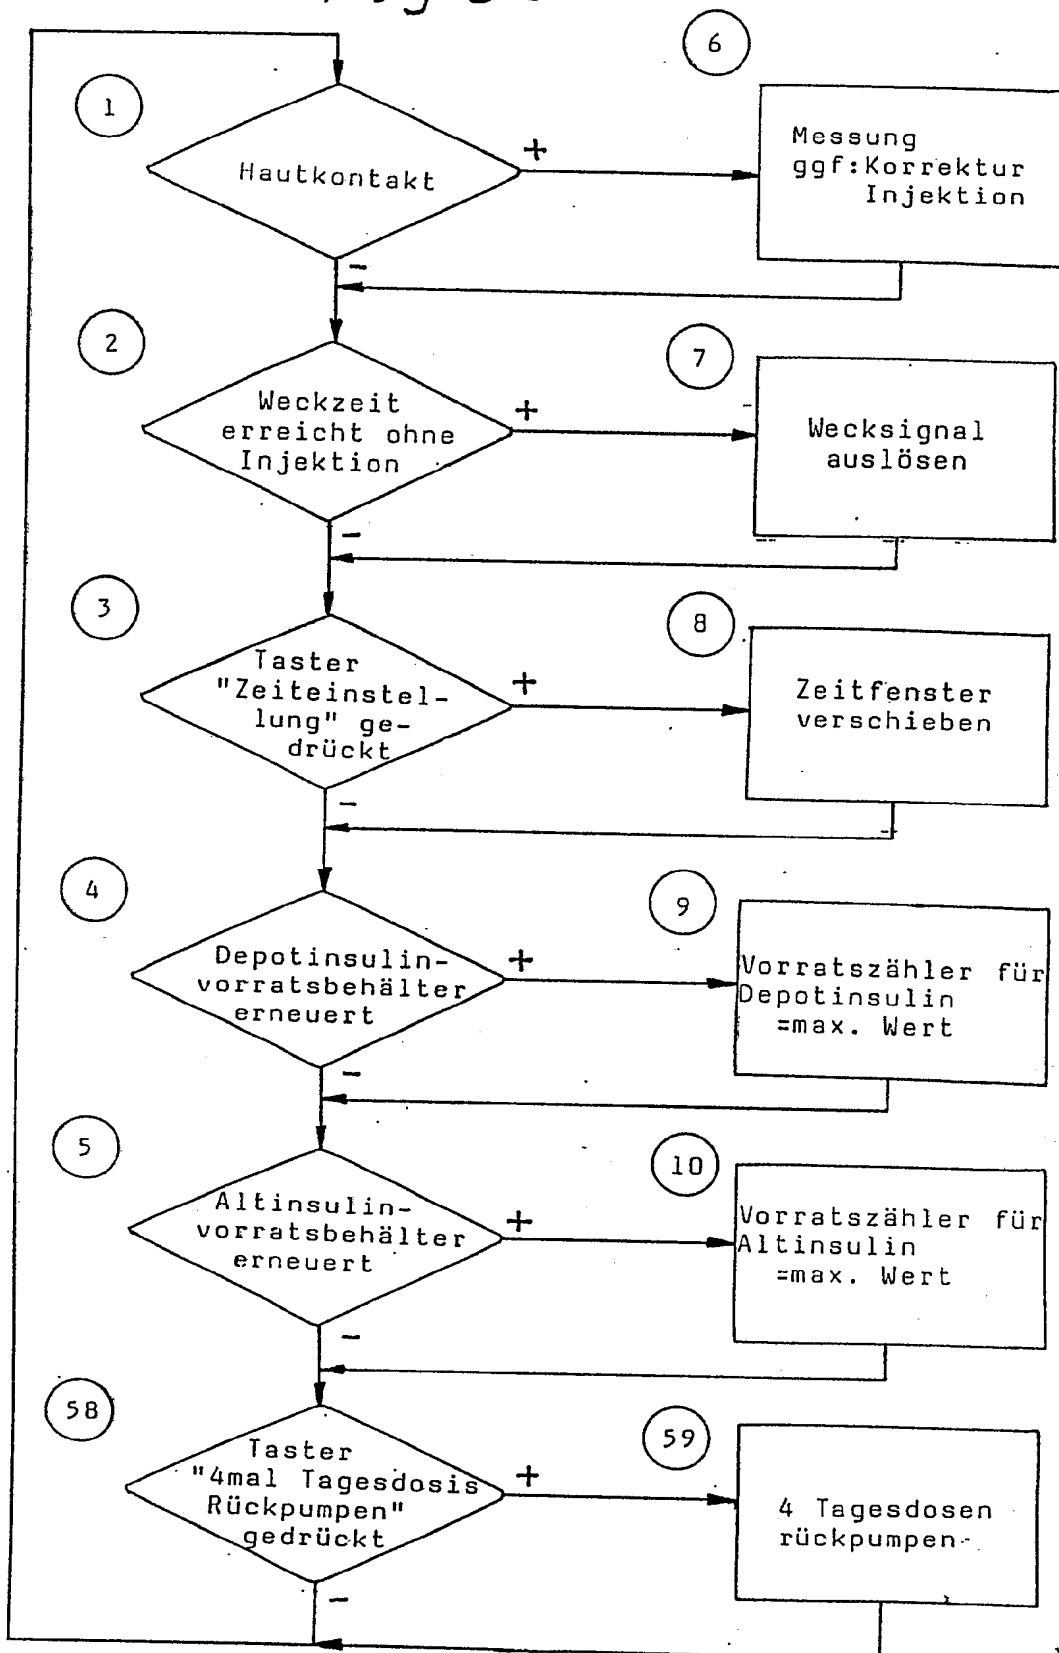 1
Hautkontakt
+
-
6
Messung
ggf:Korrektur
Injektion
2
Weckzeit
erreicht ohne
Injektion
+
-
7
Wecksignal
auslösen
3
Taster
"Zeiteinstel-
lung" ge-
drückt
+
-
8
Zeitfenster
verschieben
4
Depotinsulin-
vorratsbehälter
erneuert
+
-
9
Vorratszähler für
Depotinsulin
=max. Wert
5
Altinsulin-
vorratsbehälter
erneuert
+
-
10
Vorratszähler für
Altinsulin
=max. Wert
58
Taster
"4mal Tagesdosis
Rückpumpen"
gedrückt
+
-
59
4 Tagesdosen
rückpumpen